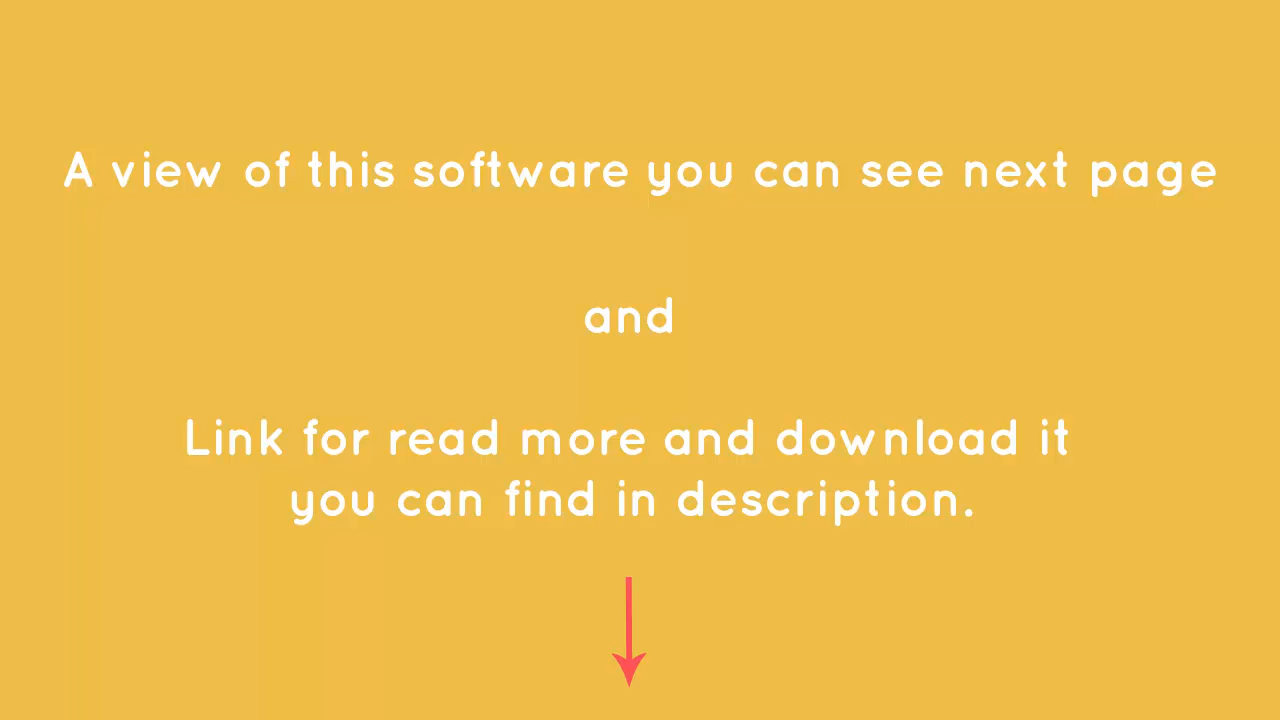 A view of this software you can see next page
and
Link for read more and download it
you can find in description.